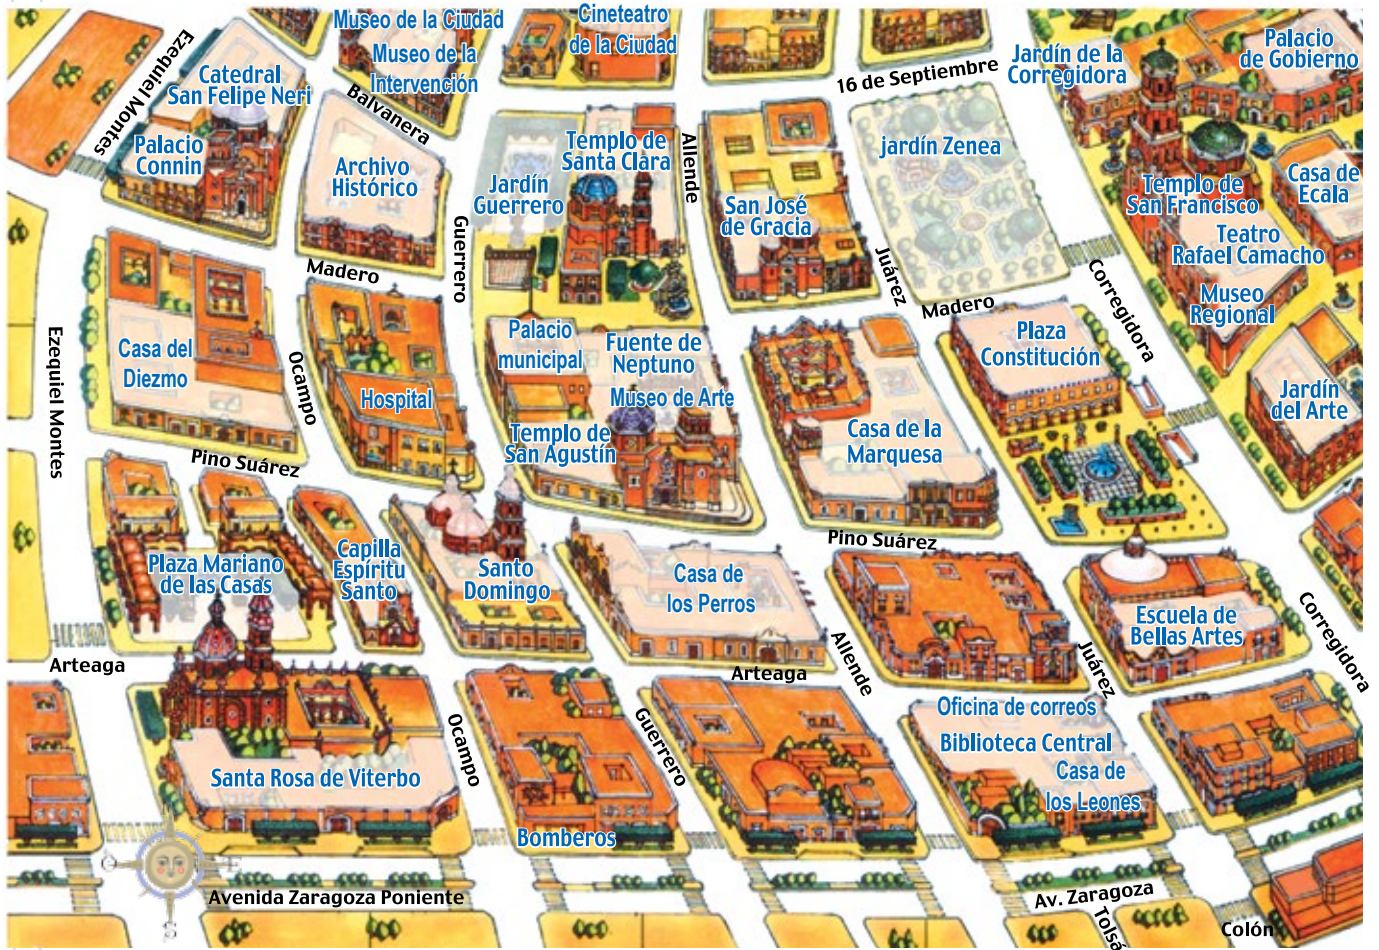 Museo de la Ciudad
Museo de la
Intervención
Cineteatro
de la Ciudad
Ezequiel Montes
Ezequiel Montes
Catedral
San Felipe Neri
Balvanera
16 de Septiembre
Jardín de la
Corregidora
Palacio
de Gobierno
Palacio
Connin
Archivo
Histórico
Templo de
Santa Clara
Allende
jardín Zenea
Jardín
Guerrero
San José
de Gracia
Templo de
San Francisco
Casa de
Ecala
Teatro
Rafael Camacho
Museo
Regional
Madero
Guerrero
Juárez
Madero
Corregidora
Ezequiel Montes
Casa del
Diezmo
Ocampo
Hospital
Palacio
municipal
Fuente de
Neptuno
Museo de Arte
Templo de
San Agustín
Plaza
Constitución
Casa de la
Marquesa
Jardín
del Arte
Pino Suárez
Pino Suárez
Plaza Mariano
de las Casas
Capilla
Espíritu
Santo
Santo
Domingo
Casa de
los Perros
Escuela de
Bellas Artes
Corregidora
Arteaga
Arteaga
Allende
Juárez
Santa Rosa de Viterbo
Ocampo
Guerrero
Oficina de correos
Biblioteca Central
Casa de
los Leones
Bomberos
O
E
S
Avenida Zaragoza Poniente
Av. Zaragoza
Tolsá
Colón